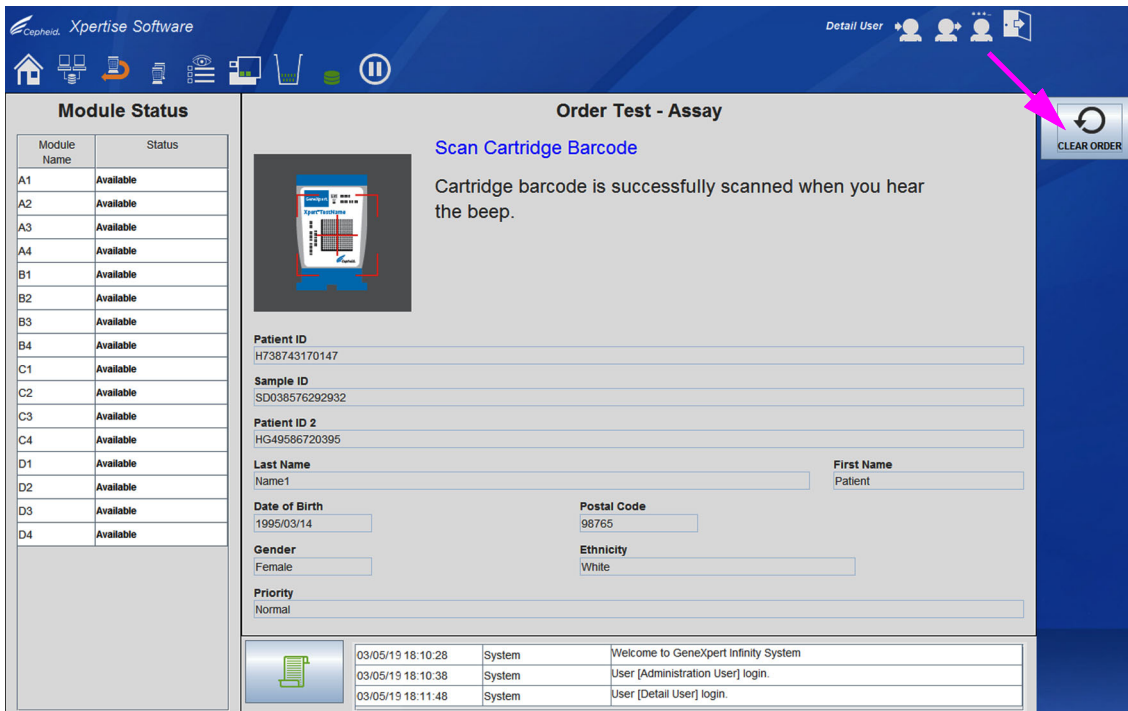 Cepheid. Xpertise Software
Detail User
Module Status
Module Name Status
A1 Available
A2 Available
A3 Available
A4 Available
B1 Available
B2 Available
B3 Available
B4 Available
C1 Available
C2 Available
C3 Available
C4 Available
D1 Available
D2 Available
D3 Available
D4 Available
Order Test - Assay
Scan Cartridge Barcode
Cartridge barcode is successfully scanned when you hear
the beep.
GeneXpert
Xpert® TestName
Cepheid
Patient ID
H738743170147
Sample ID
SD038576292932
Patient ID 2
HG49586720395
Last Name First Name
Name1 Patient
Date of Birth Postal Code
1995/03/14 98765
Gender Ethnicity
Female White
Priority
Normal
03/05/19 18:10:28 System Welcome to GeneXpert Infinity System
03/05/19 18:10:38 System User [Administration User] login.
03/05/19 18:11:48 System User [Detail User] login.
CLEAR ORDER